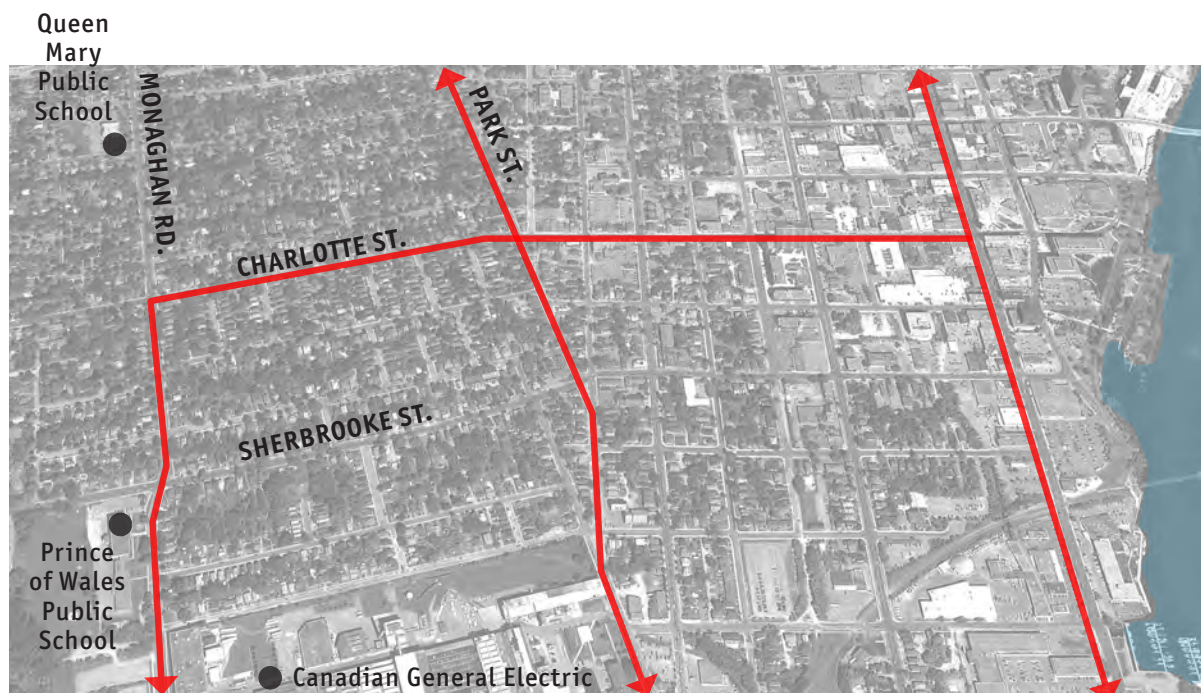 Queen
Mary
Public
School
MONAGHAN RD.
PARK ST.
CHARLOTTE ST.
SHERBROOKE ST.
Prince
of Wales
Public
School
Canadian General Electric